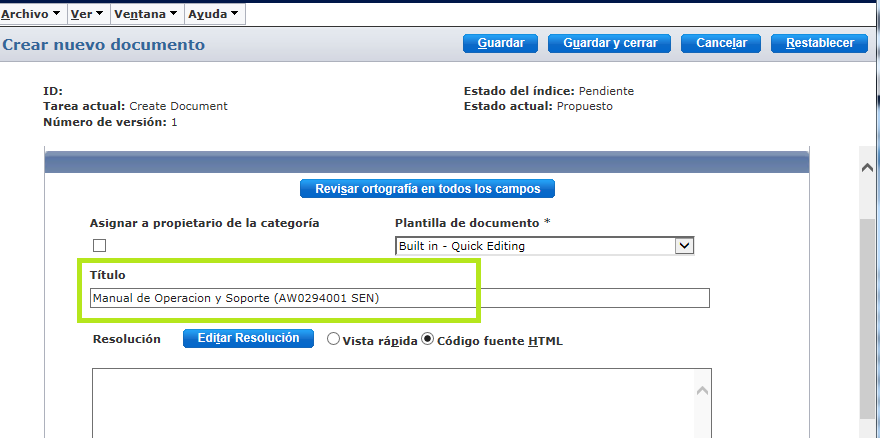 Archivo Ver Ventana Ayuda
Crear nuevo documento Guardar Guardar y cerrar Cancelar Restablecer
ID: Estado del índice: Pendiente
Tarea actual: Create Document Estado actual: Propuesto
Número de versión: 1
Revisar ortografía en todos los campos
Asignar a propietario de la categoría Plantilla de documento *
Built in - Quick Editing
Título
Manual de Operacion y Soporte (AW0294001 SEN)
Resolución Editar Resolución Vista rápida Código fuente HTML